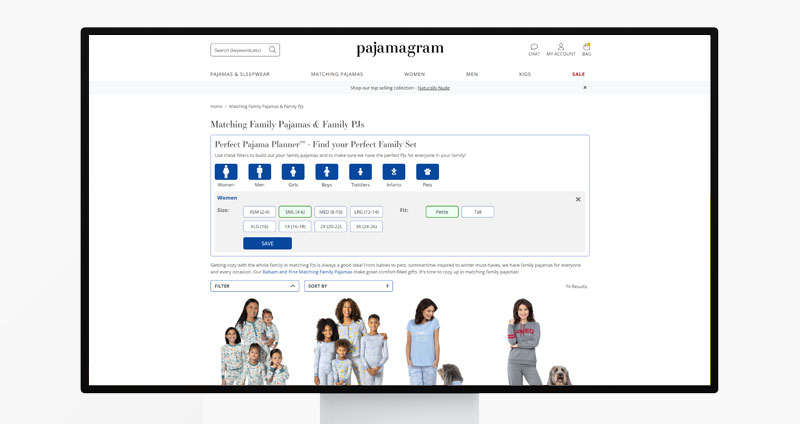 Search (keywords etc)
pajamagram
CHAT
MY ACCOUNT
BAG
PAJAMAS & SLEEPWEAR
MATCHING PAJAMAS
WOMEN
MEN
KIDS
SALE
Shop our top selling collection - Naturally Nude
Home / Matching Family Pajamas & Family PJs
Matching Family Pajamas & Family PJs
Perfect Pajama Planner™ - Find your Perfect Family Set
Use these filters to build out your family pajamas and to make sure we have the perfect PJs for everyone in your family!
Women
Men
Girls
Boys
Toddlers
Infants
Pets
Women
Size:
XSM (2-4)
SML (4-6)
MED (8-10)
LRG (12-14)
Fit:
Petite
Tall
XLG (16)
1X (16-18)
2X (20-22)
3X (24-26)
SAVE
Getting cozy with the whole family in matching PJs is always a good idea! From babies to pets, summertime-inspired to winter must-haves, we have family pajamas for everyone
and every occasion. Our Balsam and Pine Matching Family Pajamas make great comfort-filled gifts. It's time to cozy up in matching family pajamas!
FILTER
SORT BY
74 Results